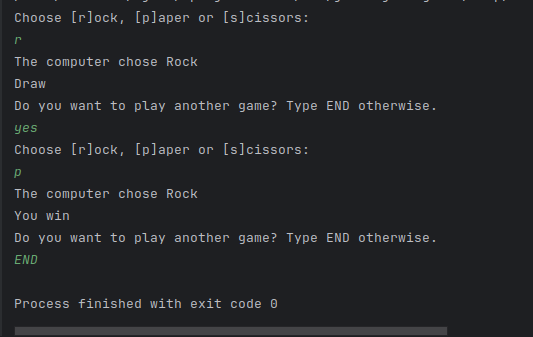 Choose [r]ock, [p]aper or [s]cissors:
r
The computer chose Rock
Draw
Do you want to play another game? Type END otherwise.
yes
Choose [r]ock, [p]aper or [s]cissors:
p
The computer chose Rock
You win
Do you want to play another game? Type END otherwise.
END
Process finished with exit code 0